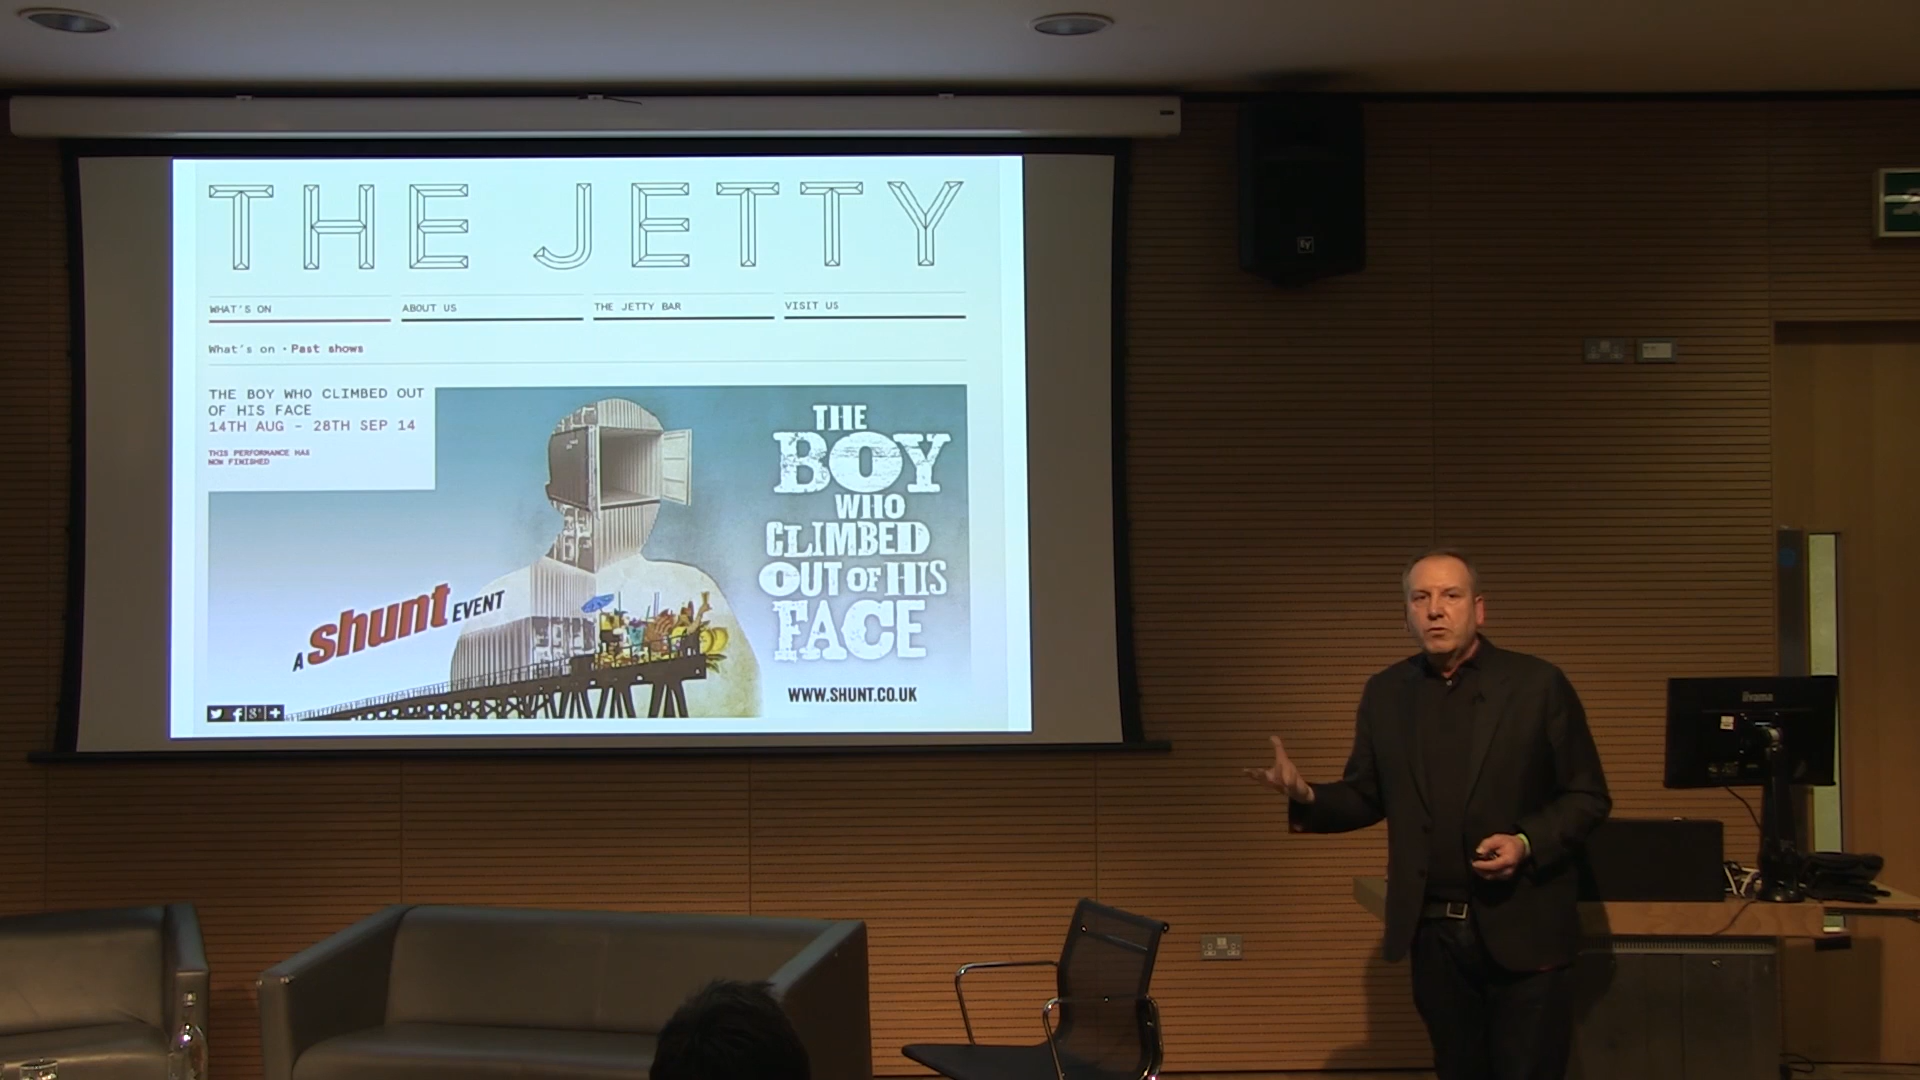 THE JETTY
WHAT'S ON
ABOUT US
THE JETTY BAR
VISIT US
What's on • Past shows
THE BOY WHO CLIMBED OUT
OF HIS FACE
14TH AUG - 28TH SEP 14
THIS PERFORMANCE HAS
NOW FINISHED
THE
BOY
WHO
CLIMBED
OUT OF HIS
FACE
A shunt EVENT
WWW.SHUNT.CO.UK
EV
iiyama